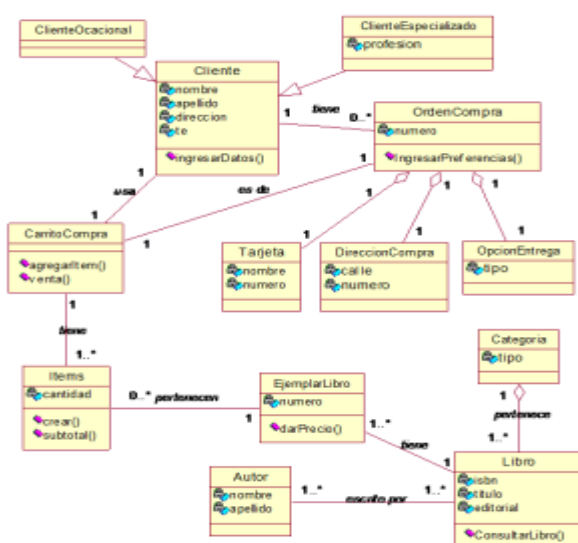 ClienteOcacional
ClienteEspecializado
profesion
Cliente
nombre
apellido
direccion
te
ingresarDatos()
1
tiene
0..*
OrdenCompra
numero
IngresarPreferencias()
1
usa
1
1
es de
1
CarritoCompra
agregarItem()
venta()
1
1
1
Tarjeta
nombre
numero
DireccionCompra
calle
numero
OpcionEntrega
tipo
1
1
1
1
tiene
1..*
Items
cantidad
crear()
subtotal()
0..* pertenecen
1
EjemplarLibro
numero
darPrecio()
Categoria
tipo
1
pertenece
1..*
1..*
tiene
1
Libro
isbn
titulo
editorial
ConsultarLibro()
Autor
nombre
apellido
1..*
escrito por
1..*